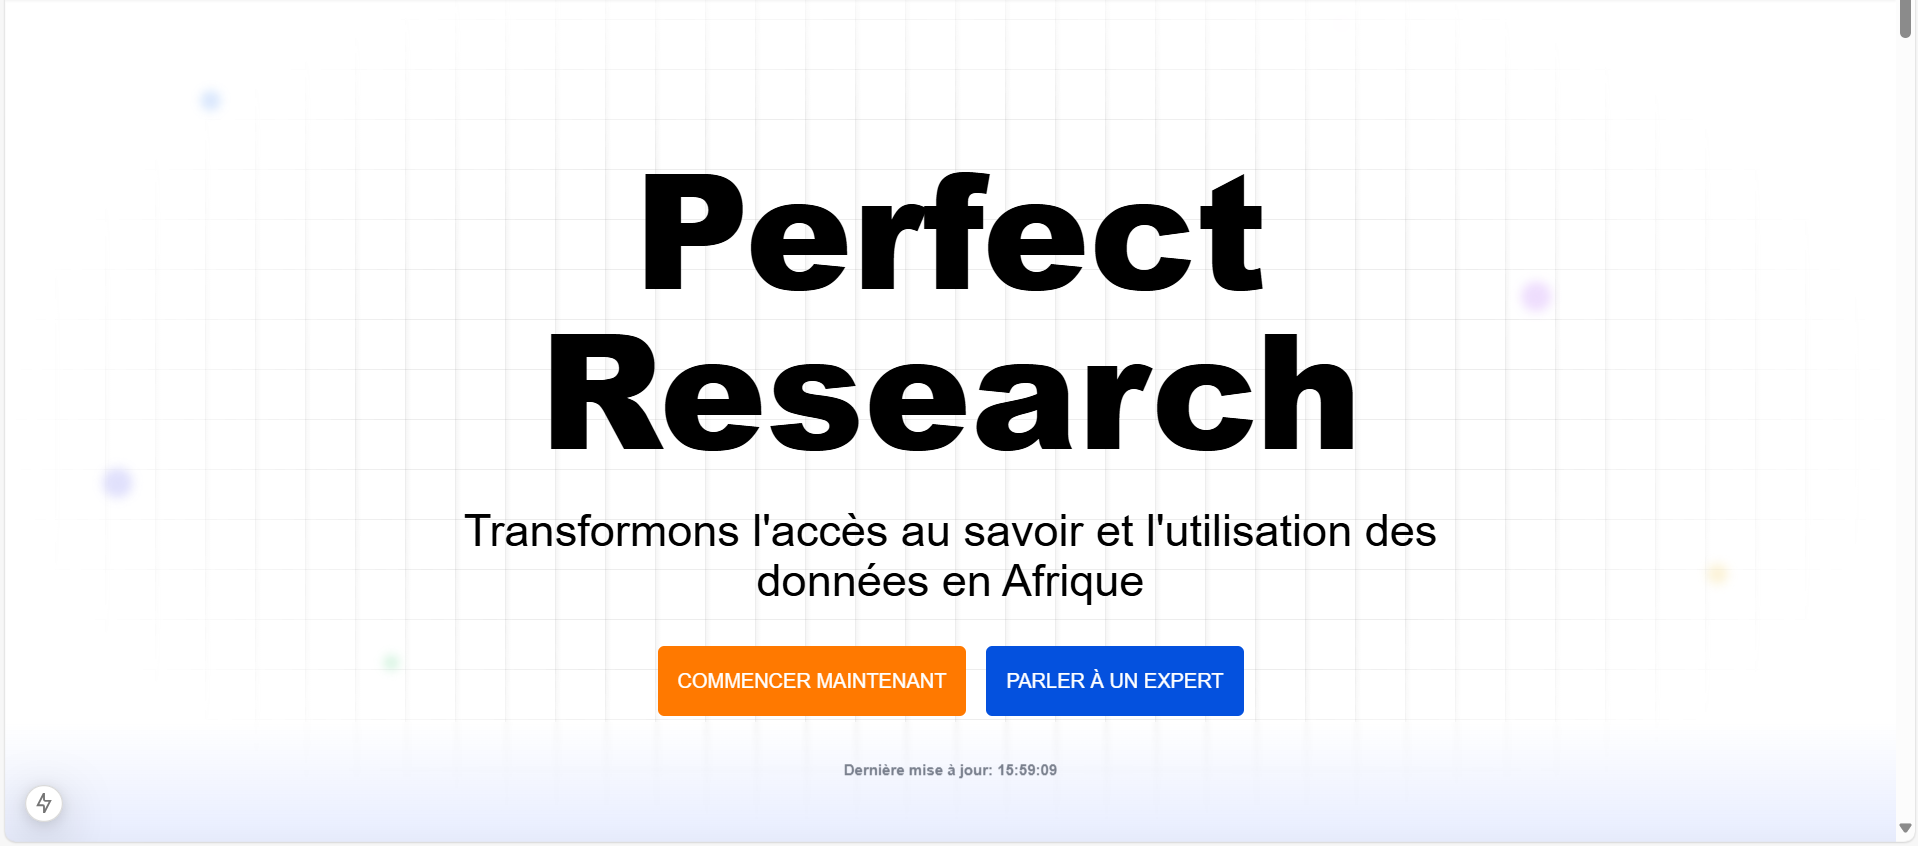 Perfect
Research
Transformons l'accès au savoir et l'utilisation des
données en Afrique
COMMENCER MAINTENANT
PARLER À UN EXPERT
Dernière mise à jour: 15:59:09